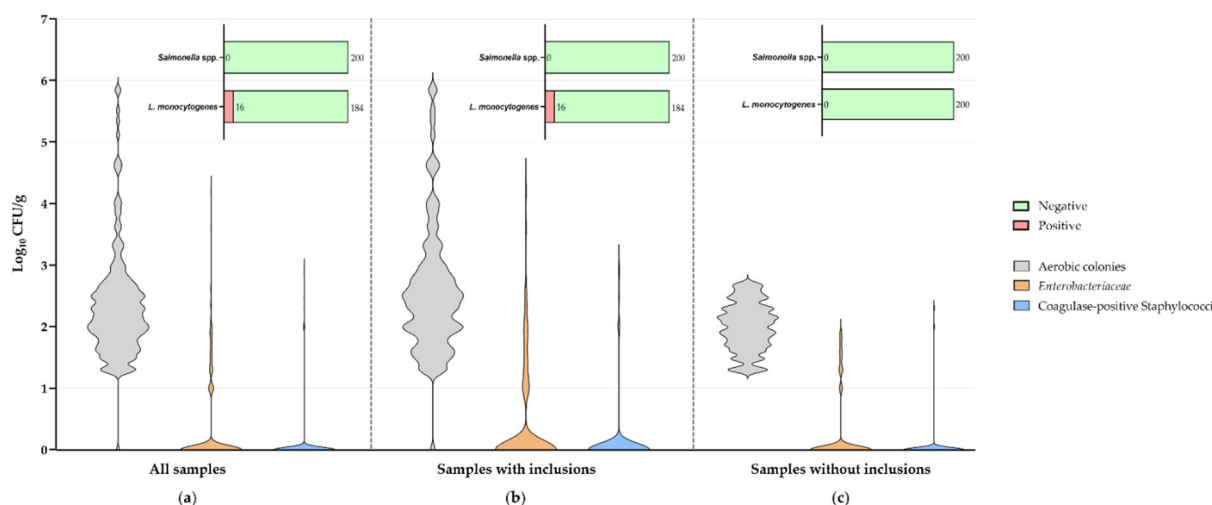 7
6
5
4
3
2
1
0
Log₁₀ CFU/g
Salmonella spp.
0
200
L. monocytogenes
16
184
Salmonella spp.
0
200
L. monocytogenes
16
184
Salmonella spp.
0
200
L. monocytogenes
0
200
Negative
Positive
Aerobic colonies
Enterobacteriaceae
Coagulase-positive Staphylococci
All samples
Samples with inclusions
Samples without inclusions
(a)
(b)
(c)